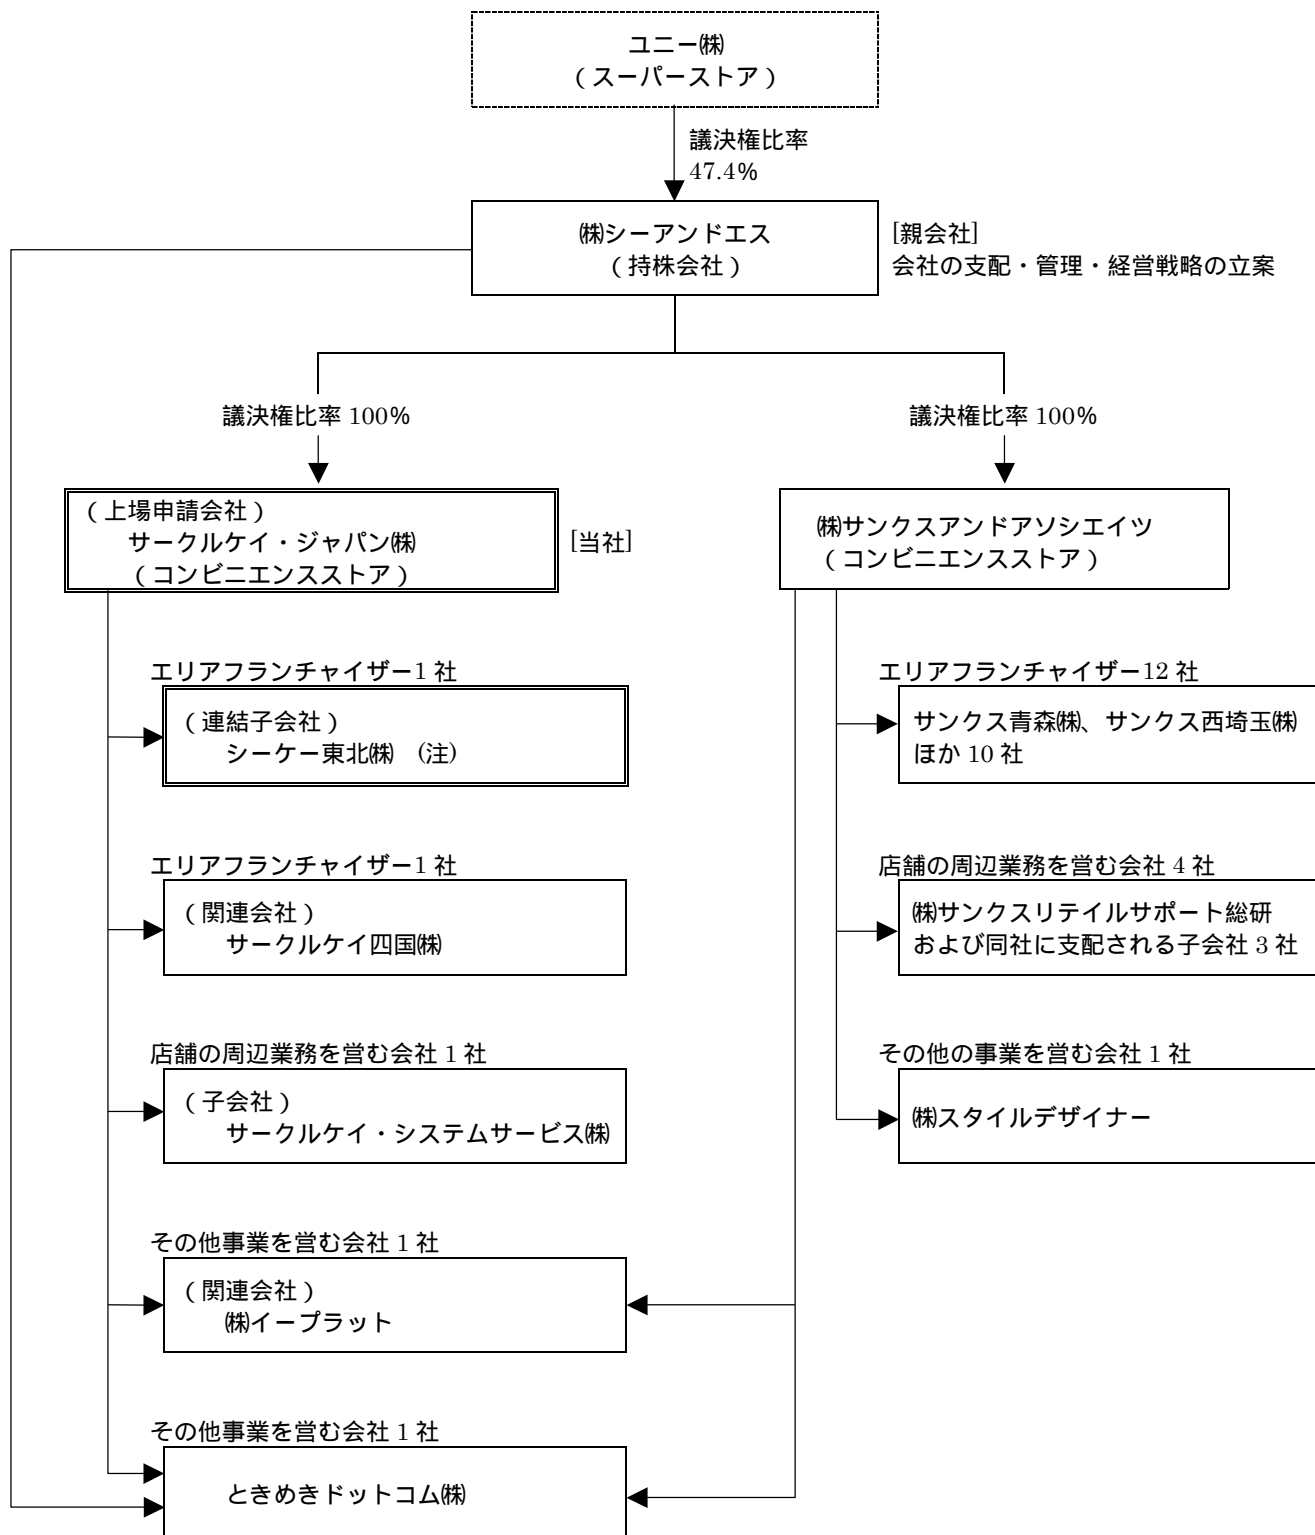 ユニー㈱
（スーパーストア）
議決権比率
47.4％
㈱シーアンドエス
（持株会社）
[親会社]
会社の支配・管理・経営戦略の立案
議決権比率 100％
議決権比率 100％
（上場申請会社）
サークルケイ・ジャパン㈱
（コンビニエンスストア）
[当社]
㈱サンクスアンドアソシエイツ
（コンビニエンスストア）
エリアフランチャイザー1 社
（連結子会社）
シーケー東北㈱　(注)
エリアフランチャイザー12 社
サンクス青森㈱、サンクス西埼玉㈱
ほか 10 社
エリアフランチャイザー1 社
（関連会社）
サークルケイ四国㈱
店舗の周辺業務を営む会社 4 社
㈱サンクスリテイルサポート総研
および同社に支配される子会社 3 社
店舗の周辺業務を営む会社 1 社
（子会社）
サークルケイ・システムサービス㈱
その他の事業を営む会社 1 社
㈱スタイルデザイナー
その他事業を営む会社 1 社
（関連会社）
㈱イープラット
その他事業を営む会社 1 社
ときめきドットコム㈱